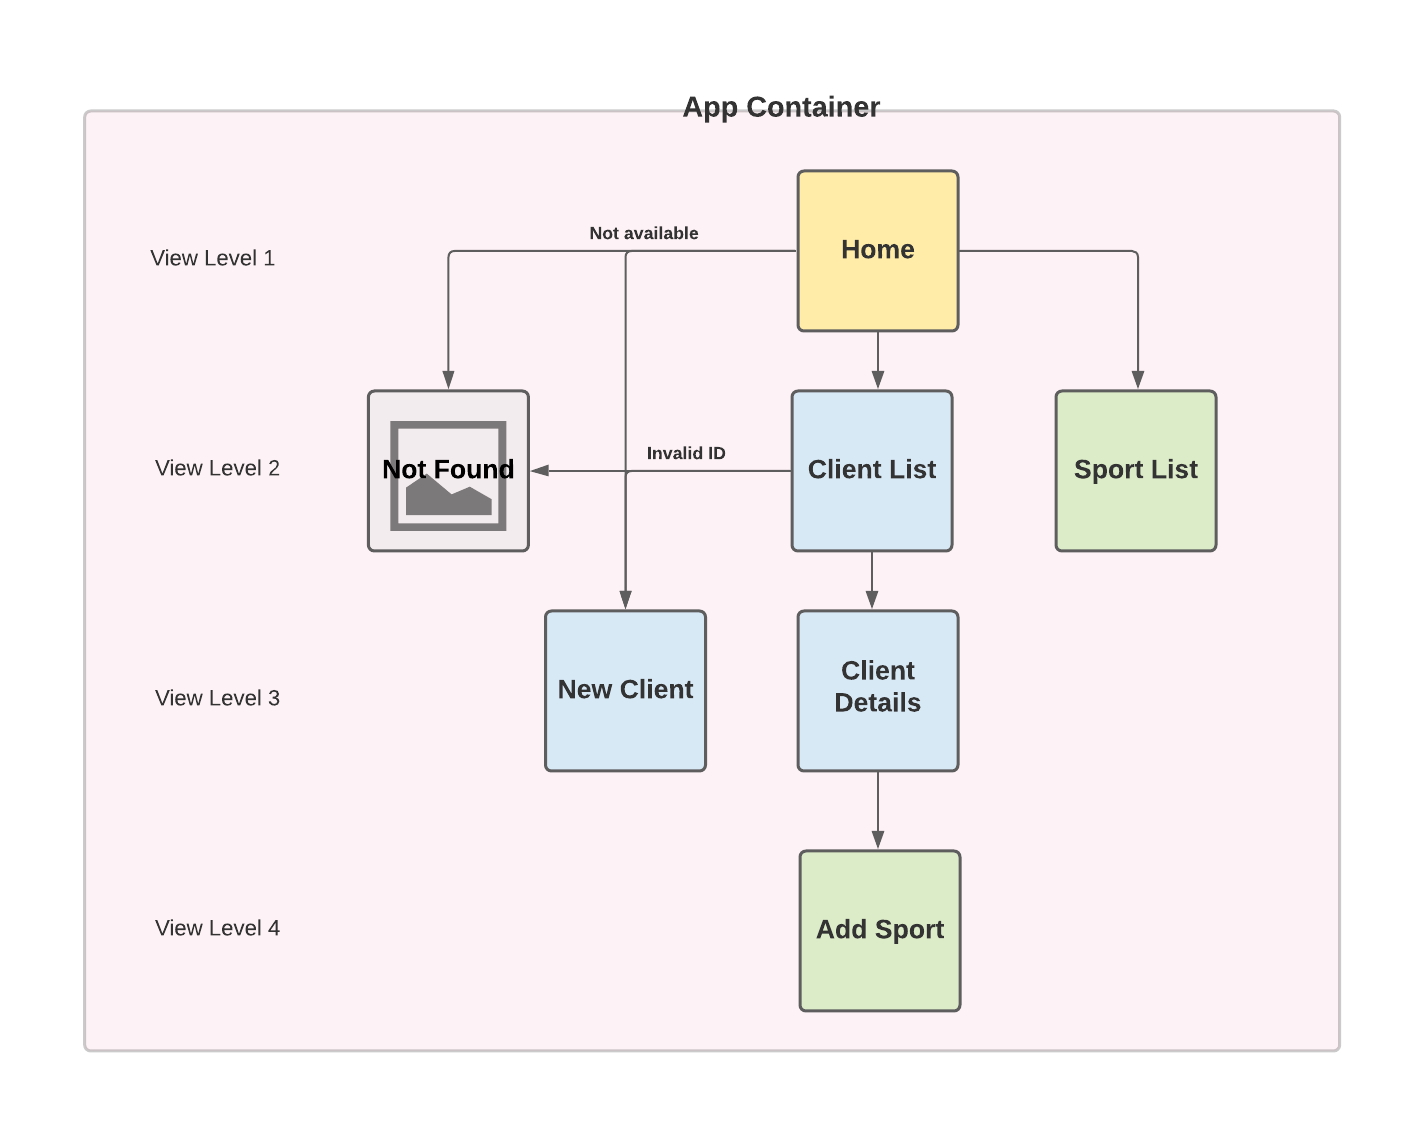 App Container
View Level 1
Not available
Home
View Level 2
Not Found
Invalid ID
Client List
Sport List
View Level 3
New Client
Client
Details
View Level 4
Add Sport